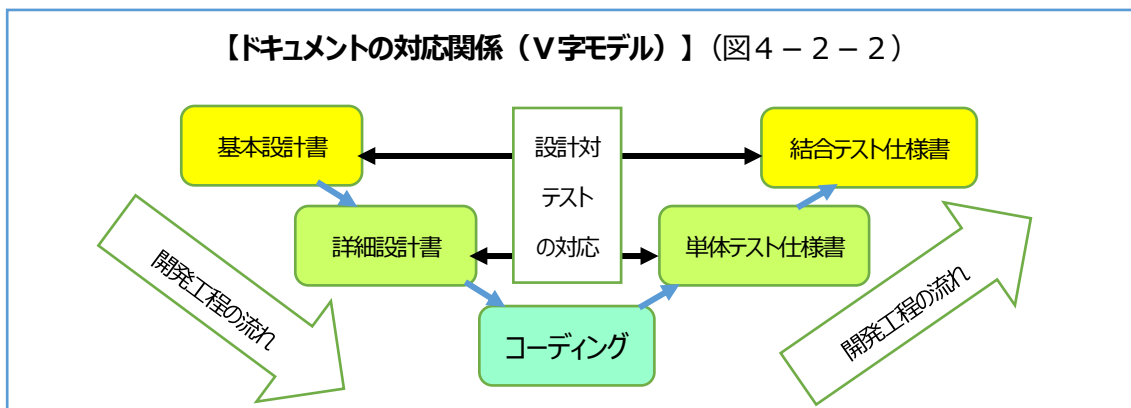 【ドキュメントの対応関係（V字モデル）】（図４－２－２）
基本設計書
設計対
テスト
の対応
結合テスト仕様書
詳細設計書
単体テスト仕様書
コーディング
開発工程の流れ
開発工程の流れ